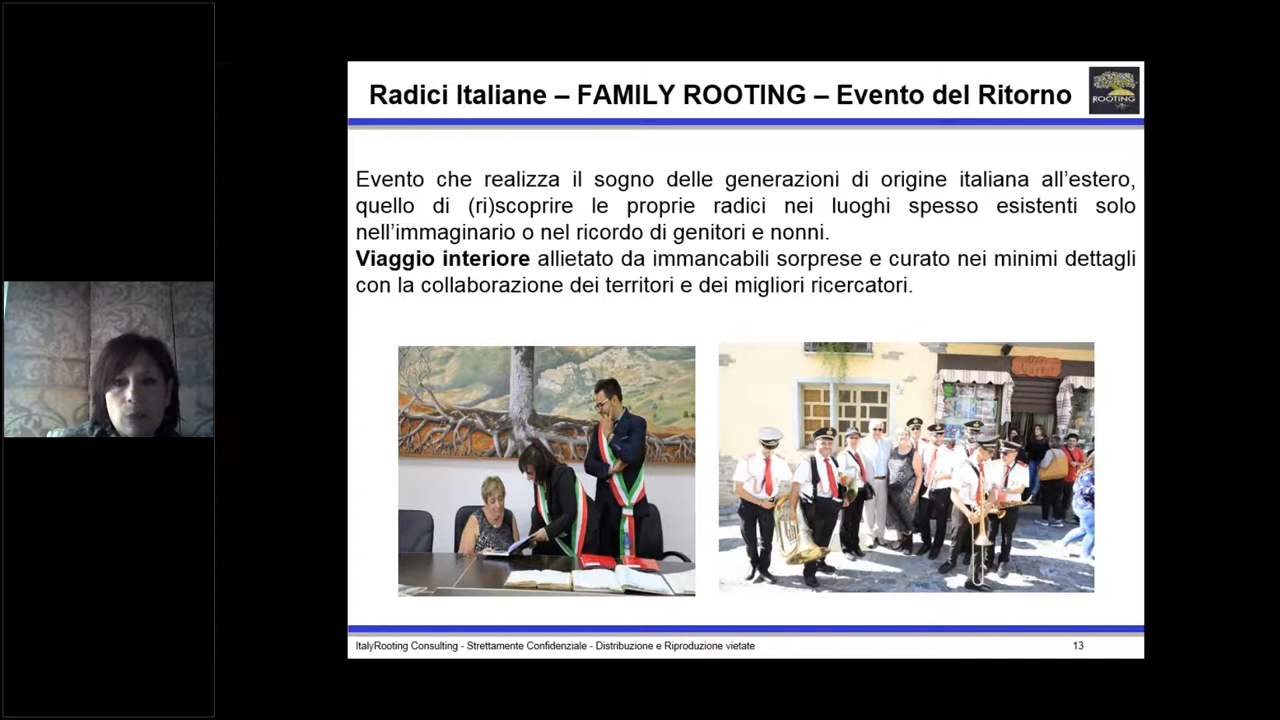 Radici Italiane – FAMILY ROOTING – Evento del Ritorno
ROOTING
Evento che realizza il sogno delle generazioni di origine italiana all’estero,
quello di (ri)scoprire le proprie radici nei luoghi spesso esistenti solo
nell’immaginario o nel ricordo di genitori e nonni.
Viaggio interiore allietato da immancabili sorprese e curato nei minimi dettagli
con la collaborazione dei territori e dei migliori ricercatori.
ItalyRooting Consulting - Strettamente Confidenziale - Distribuzione e Riproduzione vietate
13